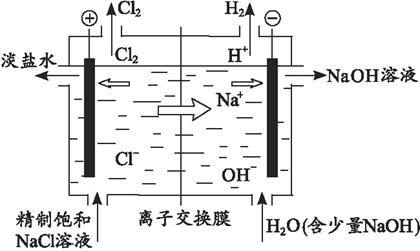 ⊕ Cl₂ H₂ ⊖
Cl₂ H⁺
淡盐水 NaOH溶液
Na⁺
Cl⁻ OH⁻
精制饱和
NaCl溶液
离子交换膜
H₂O(含少量NaOH)